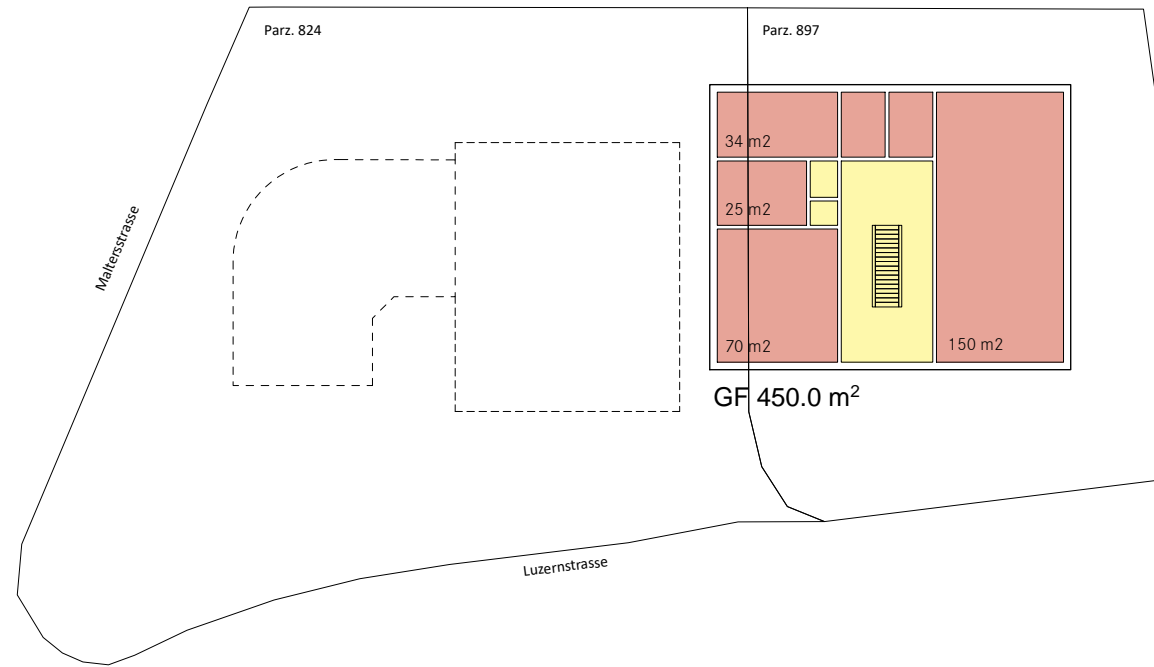 Parz. 824
Parz. 897
Maltersstrasse
34 m2
25 m2
70 m2
150 m2
GF 450.0 m²
Luzernstrasse